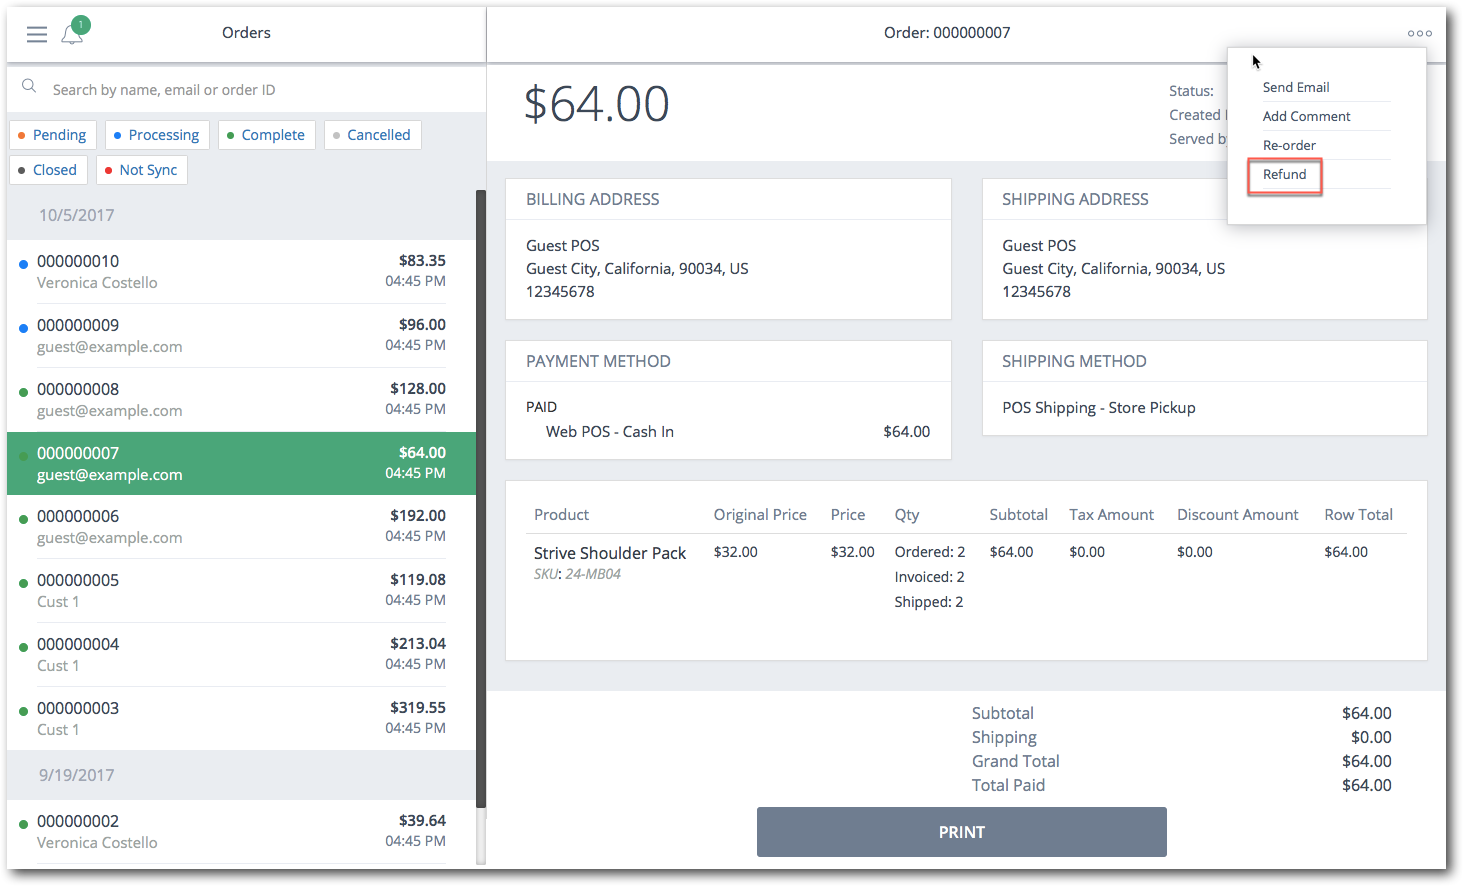 1
Orders
Search by name, email or order ID
Pending Processing Complete Cancelled
Closed Not Sync
10/5/2017
000000010 $83.35
Veronica Costello 04:45 PM
000000009 $96.00
guest@example.com 04:45 PM
000000008 $128.00
guest@example.com 04:45 PM
000000007 $64.00
guest@example.com 04:45 PM
000000006 $192.00
guest@example.com 04:45 PM
000000005 $119.08
Cust 1 04:45 PM
000000004 $213.04
Cust 1 04:45 PM
000000003 $319.55
Cust 1 04:45 PM
9/19/2017
000000002 $39.64
Veronica Costello 04:45 PM
Order: 000000007
$64.00
Status:
Created
Served by
Send Email
Add Comment
Re-order
Refund
BILLING ADDRESS
Guest POS
Guest City, California, 90034, US
12345678
SHIPPING ADDRESS
Guest POS
Guest City, California, 90034, US
12345678
PAYMENT METHOD
PAID
Web POS - Cash In $64.00
SHIPPING METHOD
POS Shipping - Store Pickup
Product Original Price Price Qty Subtotal Tax Amount Discount Amount Row Total
Strive Shoulder Pack $32.00 $32.00 Ordered: 2 $64.00 $0.00 $0.00 $64.00
SKU: 24-MB04 Invoiced: 2
Shipped: 2
Subtotal $64.00
Shipping $0.00
Grand Total $64.00
Total Paid $64.00
PRINT